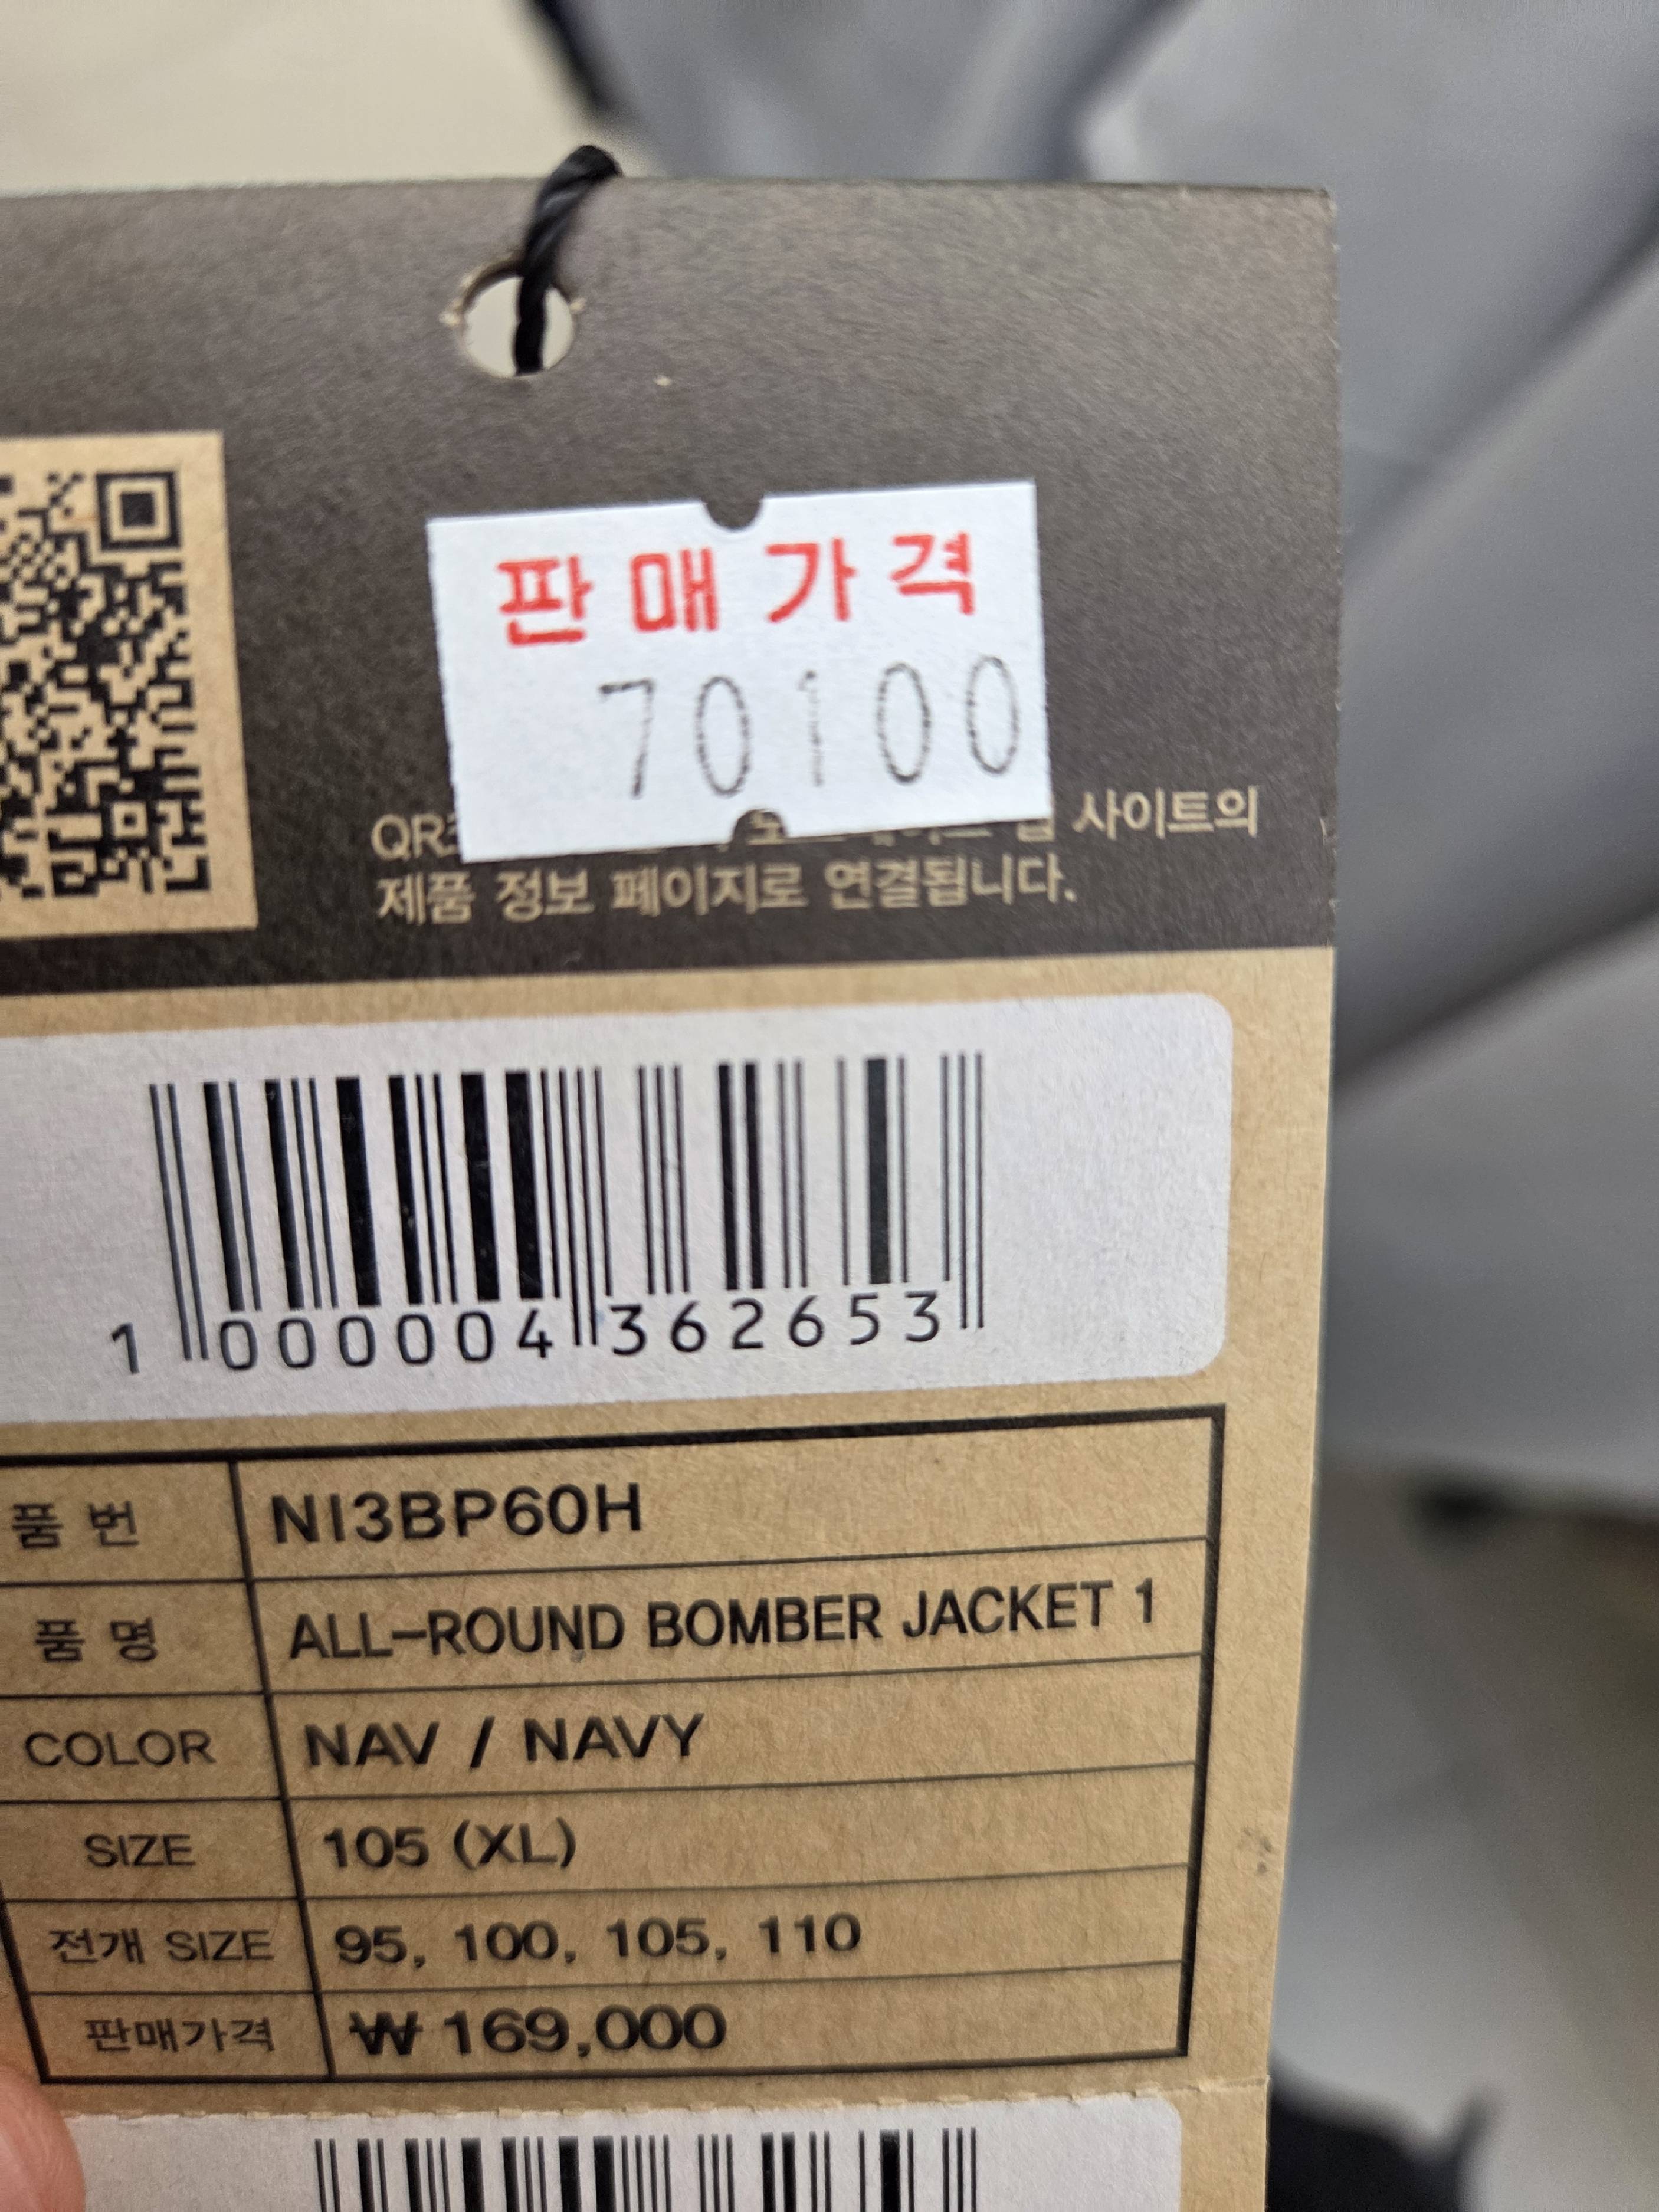 판매가격
70100
사이트의
제품 정보 페이지로 연결됩니다.
1 000004 362653
품번 NI3BP60H
품명 ALL-ROUND BOMBER JACKET 1
COLOR NAV / NAVY
SIZE 105 (XL)
전개 SIZE 95, 100, 105, 110
판매가격 ₩ 169,000